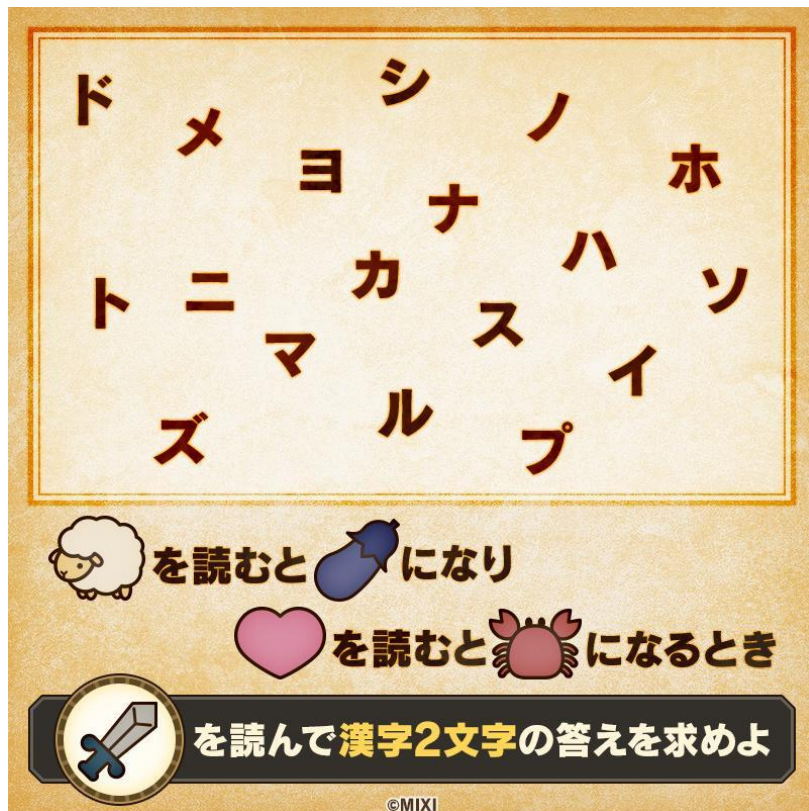 ド メ シ ノ
ヨ ナ ホ
ト ニ カ ハ ソ
マ ス イ
ズ ル プ
を読むと になり
を読むと になるとき
を読んで漢字2文字の答えを求めよ
©MIXI